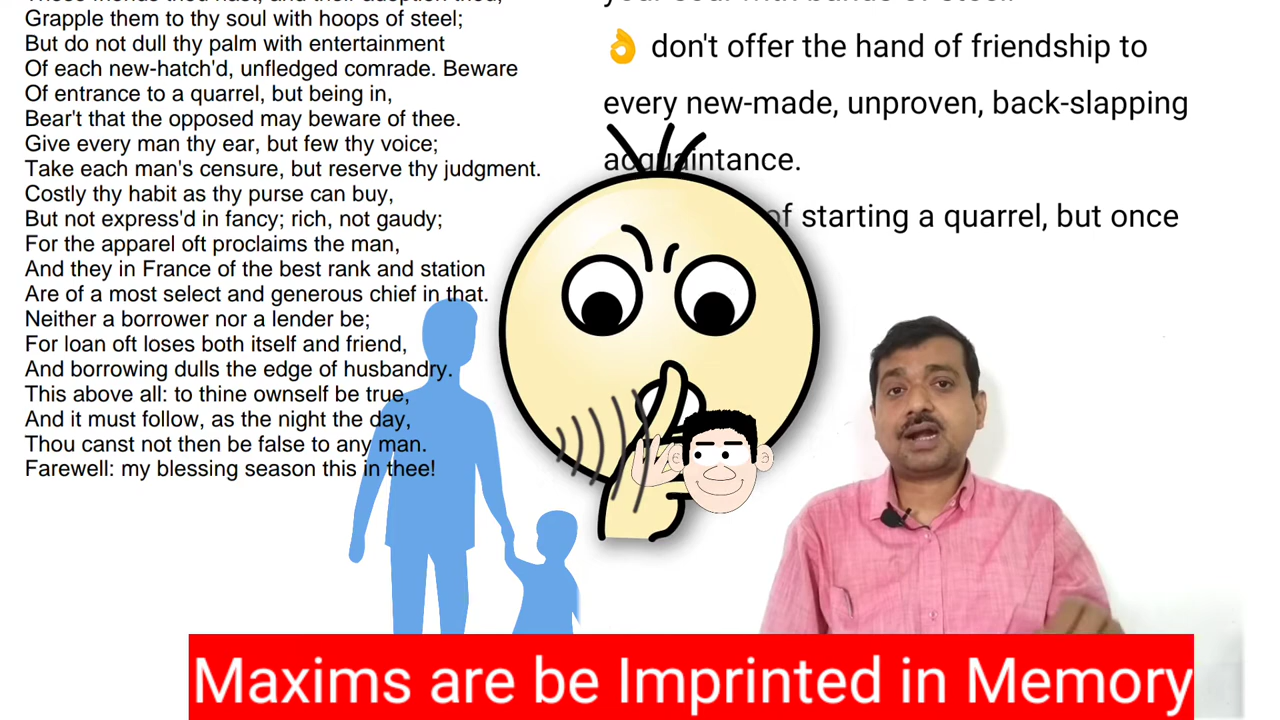 Grapple them to thy soul with hoops of steel;
But do not dull thy palm with entertainment
Of each new-hatch'd, unfledged comrade. Beware
Of entrance to a quarrel, but being in,
Bear't that the opposed may beware of thee.
Give every man thy ear, but few thy voice;
Take each man's censure, but reserve thy judgment.
Costly thy habit as thy purse can buy,
But not express'd in fancy; rich, not gaudy;
For the apparel oft proclaims the man,
And they in France of the best rank and station
Are of a most select and generous chief in that.
Neither a borrower nor a lender be;
For loan oft loses both itself and friend,
And borrowing dulls the edge of husbandry.
This above all: to thine ownself be true,
And it must follow, as the night the day,
Thou canst not then be false to any man.
Farewell: my blessing season this in thee!
👌 don't offer the hand of friendship to
every new-made, unproven, back-slapping
acquaintance.
of starting a quarrel, but once
Maxims are be Imprinted in Memory